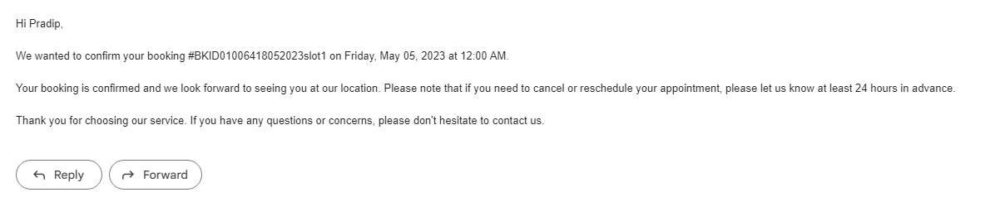 Hi Pradip,
We wanted to confirm your booking #BKID01006418052023slot1 on Friday, May 05, 2023 at 12:00 AM.
Your booking is confirmed and we look forward to seeing you at our location. Please note that if you need to cancel or reschedule your appointment, please let us know at least 24 hours in advance.
Thank you for choosing our service. If you have any questions or concerns, please don't hesitate to contact us.
Reply Forward